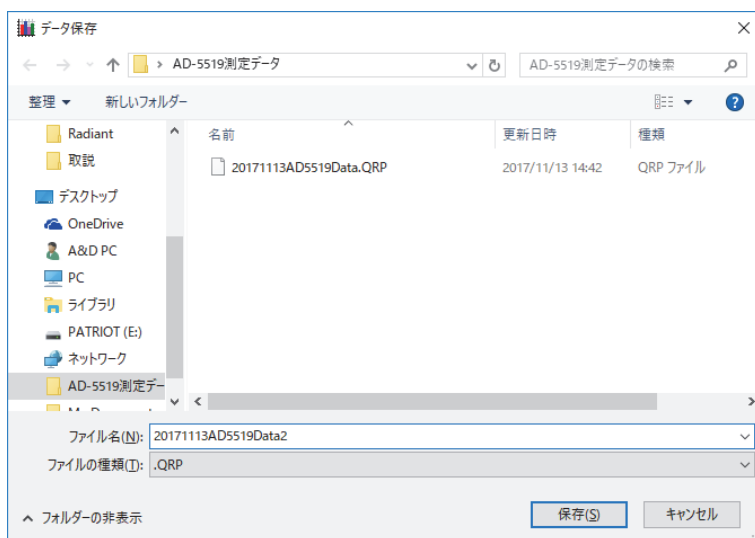 データ保存
AD-5519測定データ
AD-5519測定データの検索
整理
新しいフォルダー
?
Radiant
取説
デスクトップ
OneDrive
A&D PC
PC
ライブラリ
PATRIOT (E:)
ネットワーク
AD-5519測定デー
名前
更新日時
種類
20171113AD5519Data.QRP
2017/11/13 14:42
QRP ファイル
ファイル名(N):
20171113AD5519Data2
ファイルの種類(T):
.QRP
フォルダーの非表示
保存(S)
キャンセル